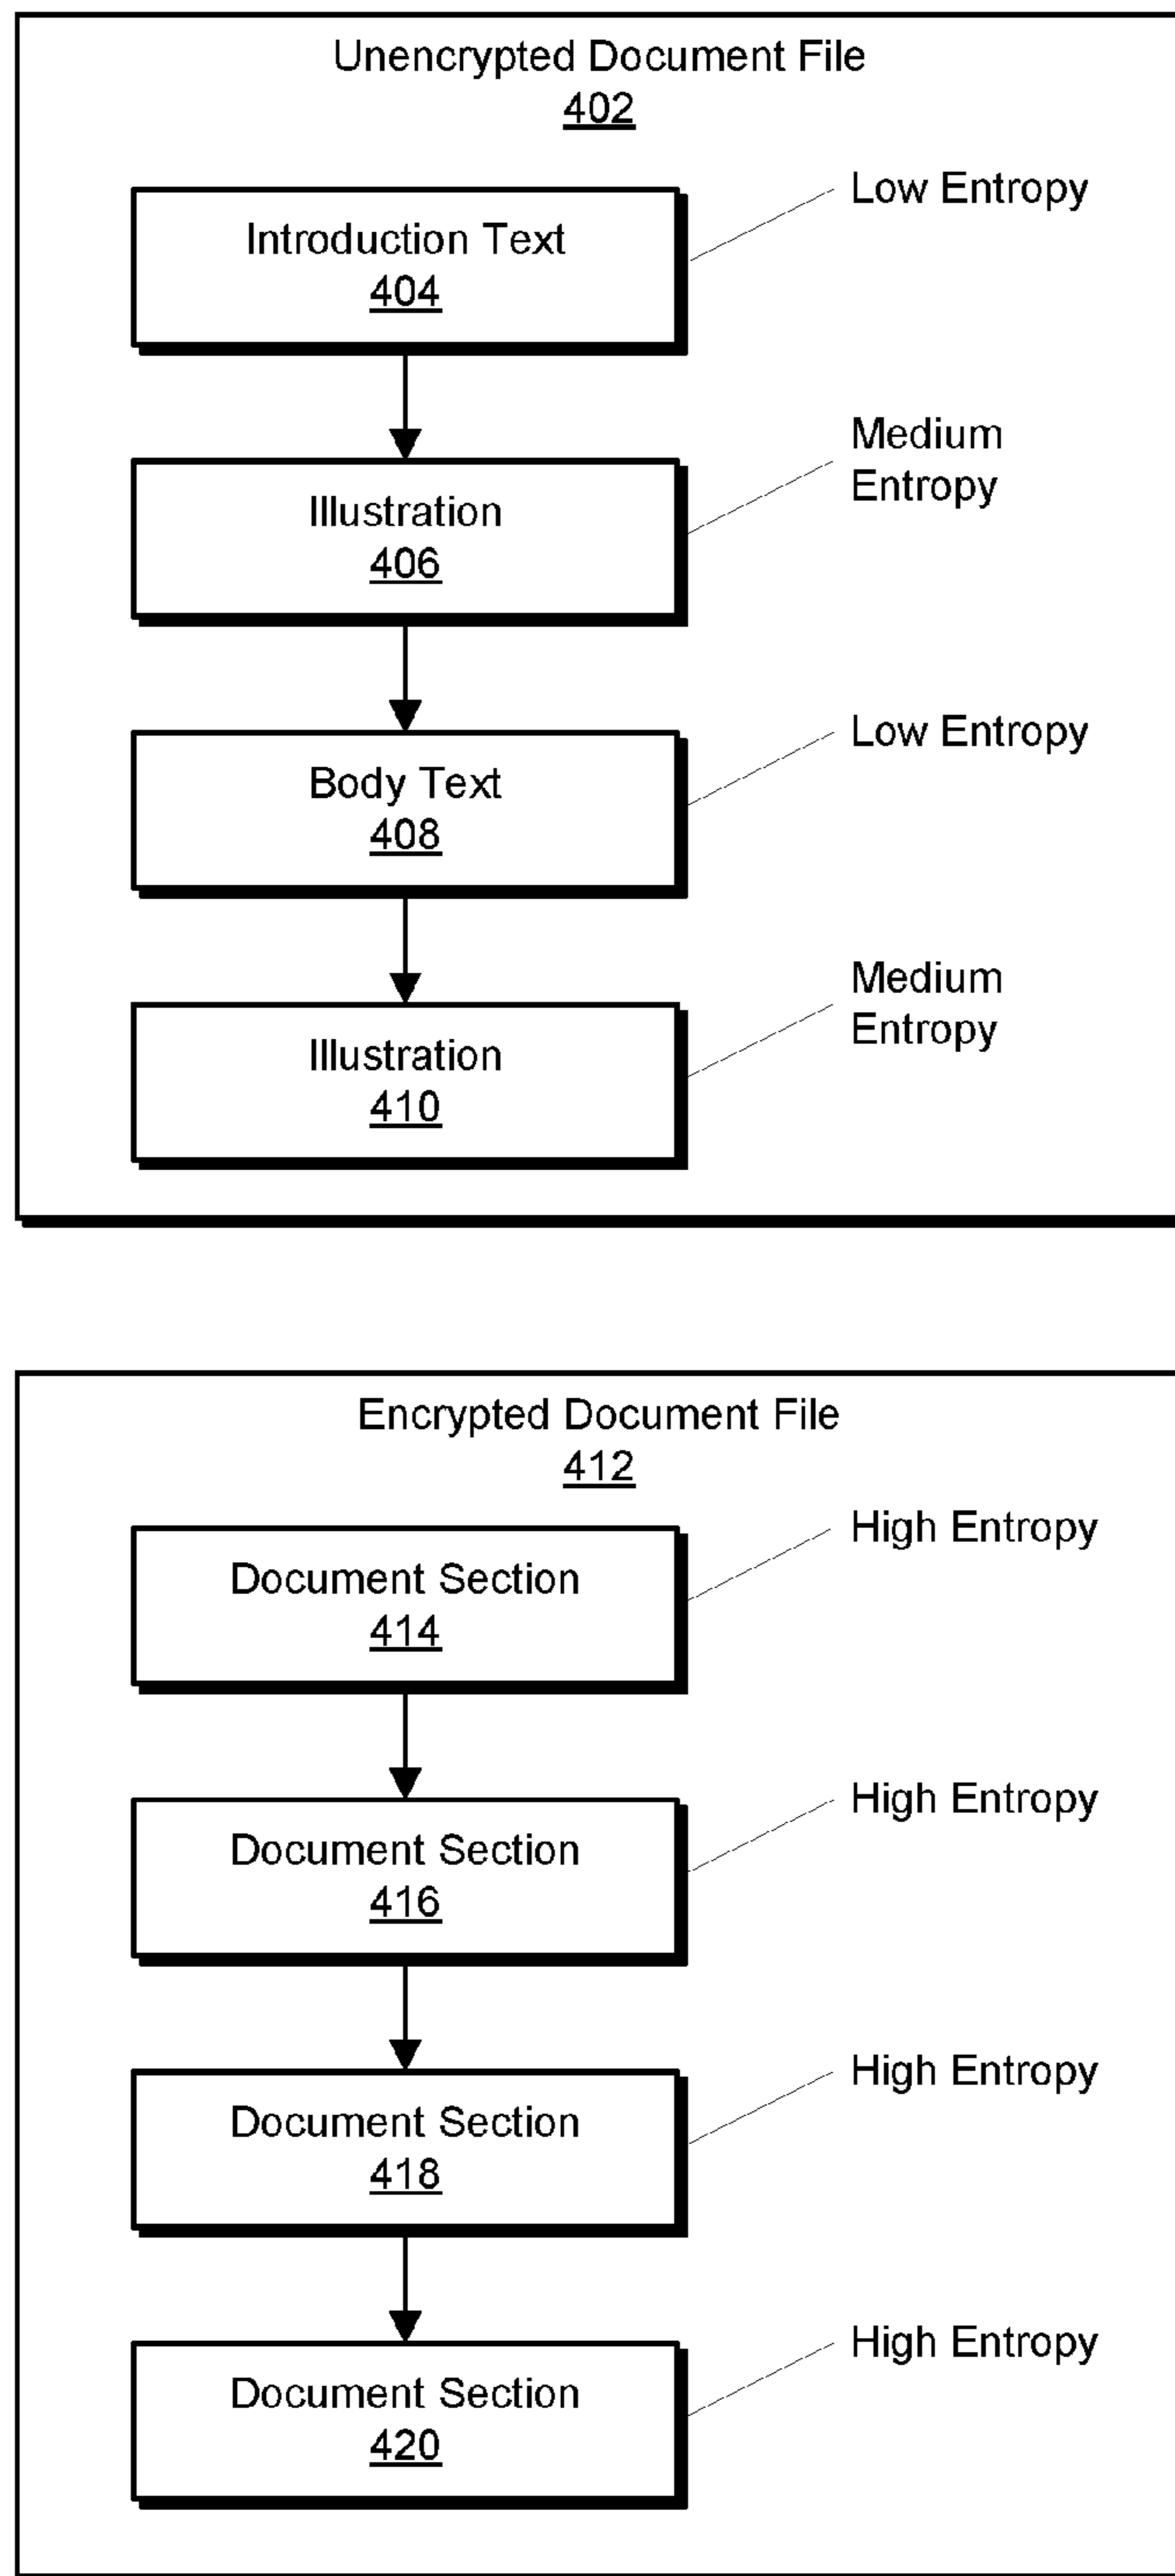 Unencrypted Document File
402
Introduction Text
404
Low Entropy
Illustration
406
Medium
Entropy
Body Text
408
Low Entropy
Illustration
410
Medium
Entropy
Encrypted Document File
412
Document Section
414
High Entropy
Document Section
416
High Entropy
Document Section
418
High Entropy
Document Section
420
High Entropy